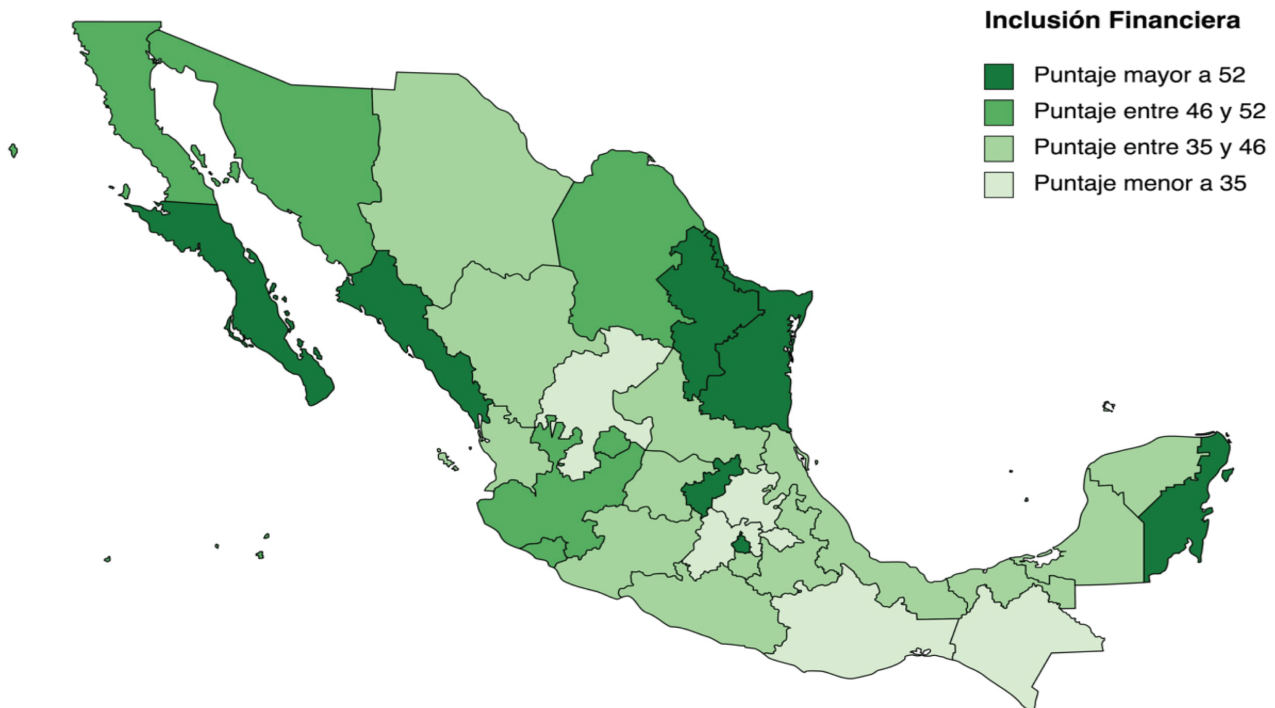 Inclusión Financiera
Puntaje mayor a 52
Puntaje entre 46 y 52
Puntaje entre 35 y 46
Puntaje menor a 35